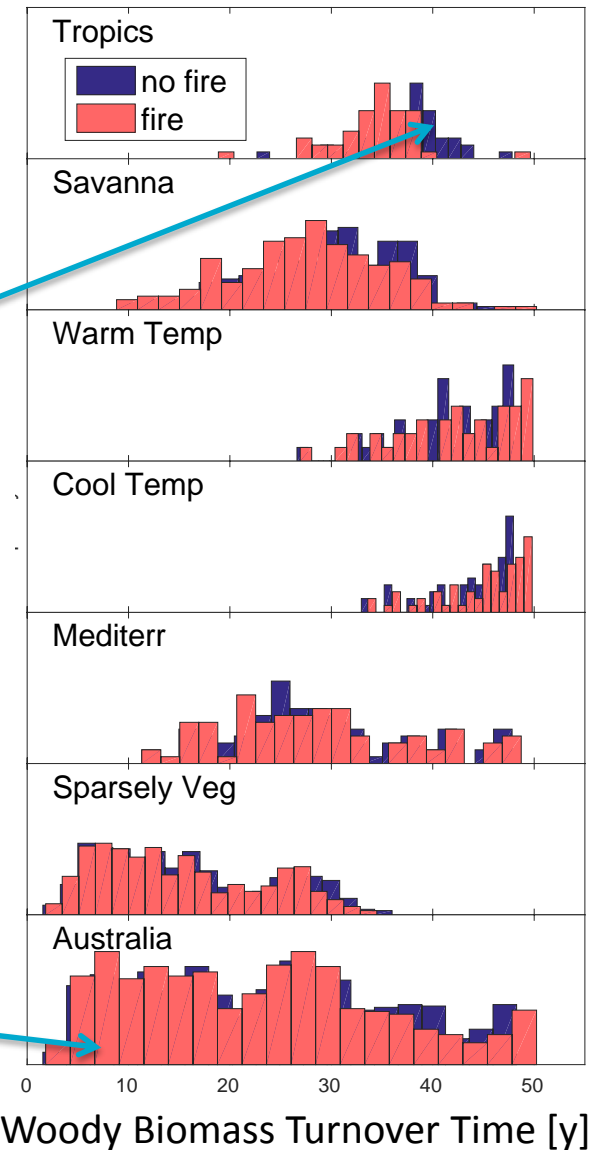 Tropics
no fire
fire
Savanna
Warm Temp
Cool Temp
Mediterr
Sparsely Veg
Australia
0 10 20 30 40 50
Woody Biomass Turnover Time [y]